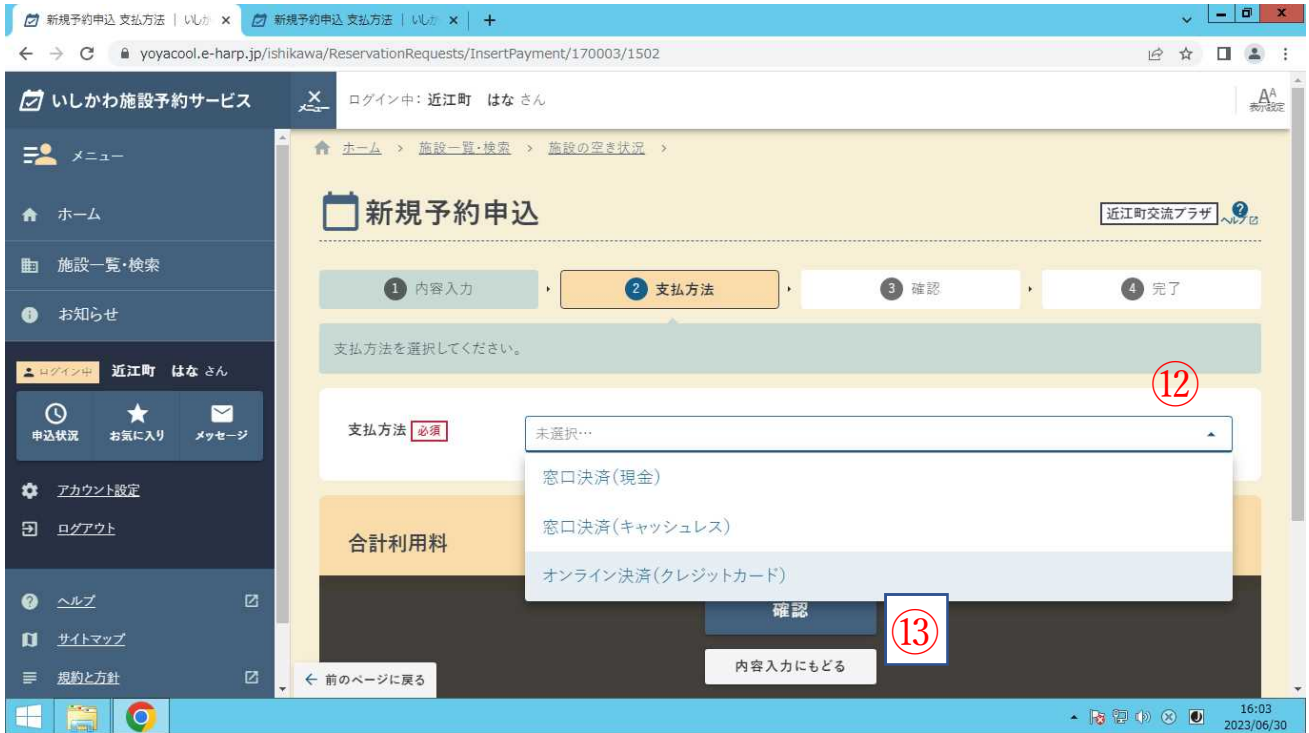 新規予約申込 支払方法 | いしか
新規予約申込 支払方法 | いしか
yoyacool.e-harp.jp/ishikawa/ReservationRequests/InsertPayment/170003/1502
いしかわ施設予約サービス
メニュー
ログイン中: 近江町 はな さん
表示設定
メニュー
ホーム
施設一覧・検索
お知らせ
ログイン中 近江町 はな さん
申込状況 お気に入り メッセージ
アカウント設定
ログアウト
ヘルプ
サイトマップ
規約と方針
ホーム > 施設一覧・検索 > 施設の空き状況 >
新規予約申込
近江町交流プラザ
ヘルプ
1 内容入力
2 支払方法
3 確認
4 完了
支払方法を選択してください。
⑫
支払方法 必須
未選択…
窓口決済(現金)
窓口決済(キャッシュレス)
オンライン決済(クレジットカード)
合計利用料
確認
⑬
内容入力にもどる
← 前のページに戻る
16:03
2023/06/30